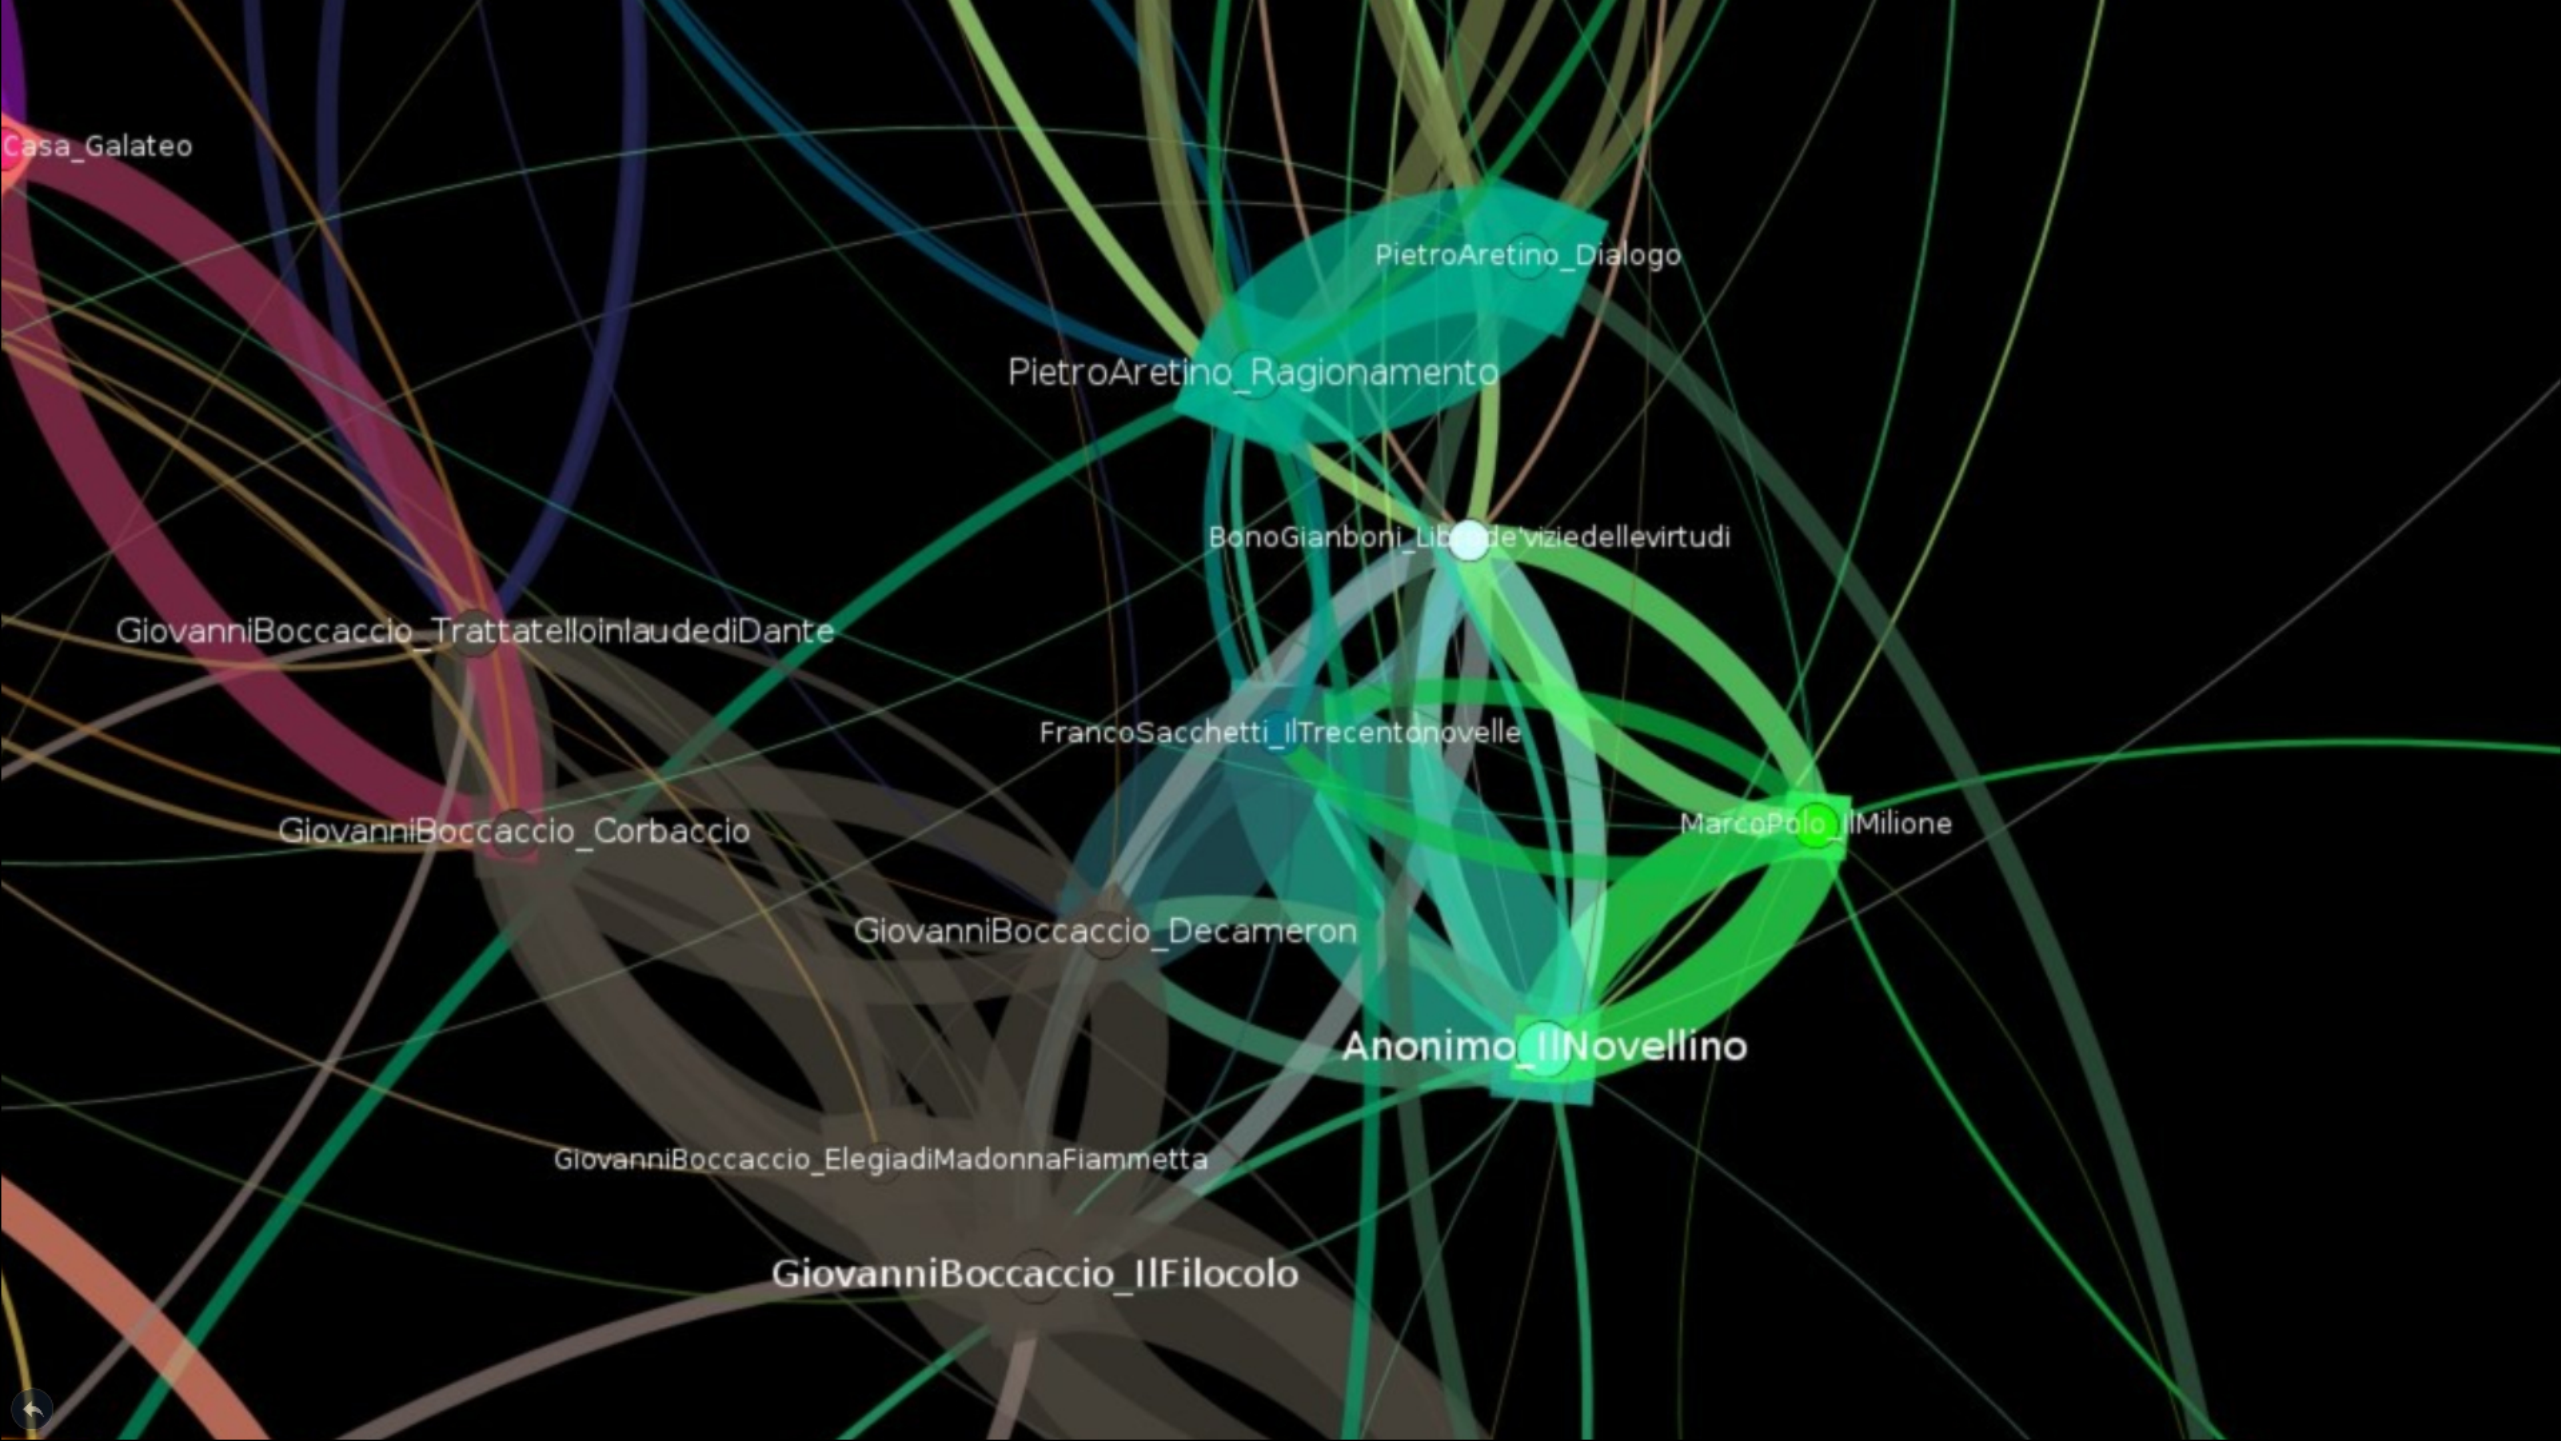 Casa_Galateo
PietroAretino_Dialogo
PietroAretino_Ragionamento
BonoGianboni_Librode'viziedellevirtudi
GiovanniBoccaccio_TrattatelloinlaudediDante
FrancoSacchetti_IlTrecentonovelle
MarcoPolo_IlMilione
GiovanniBoccaccio_Corbaccio
GiovanniBoccaccio_Decameron
Anonimo_IlNovellino
GiovanniBoccaccio_ElegiadiMadonnaFiammetta
GiovanniBoccaccio_IlFilocolo